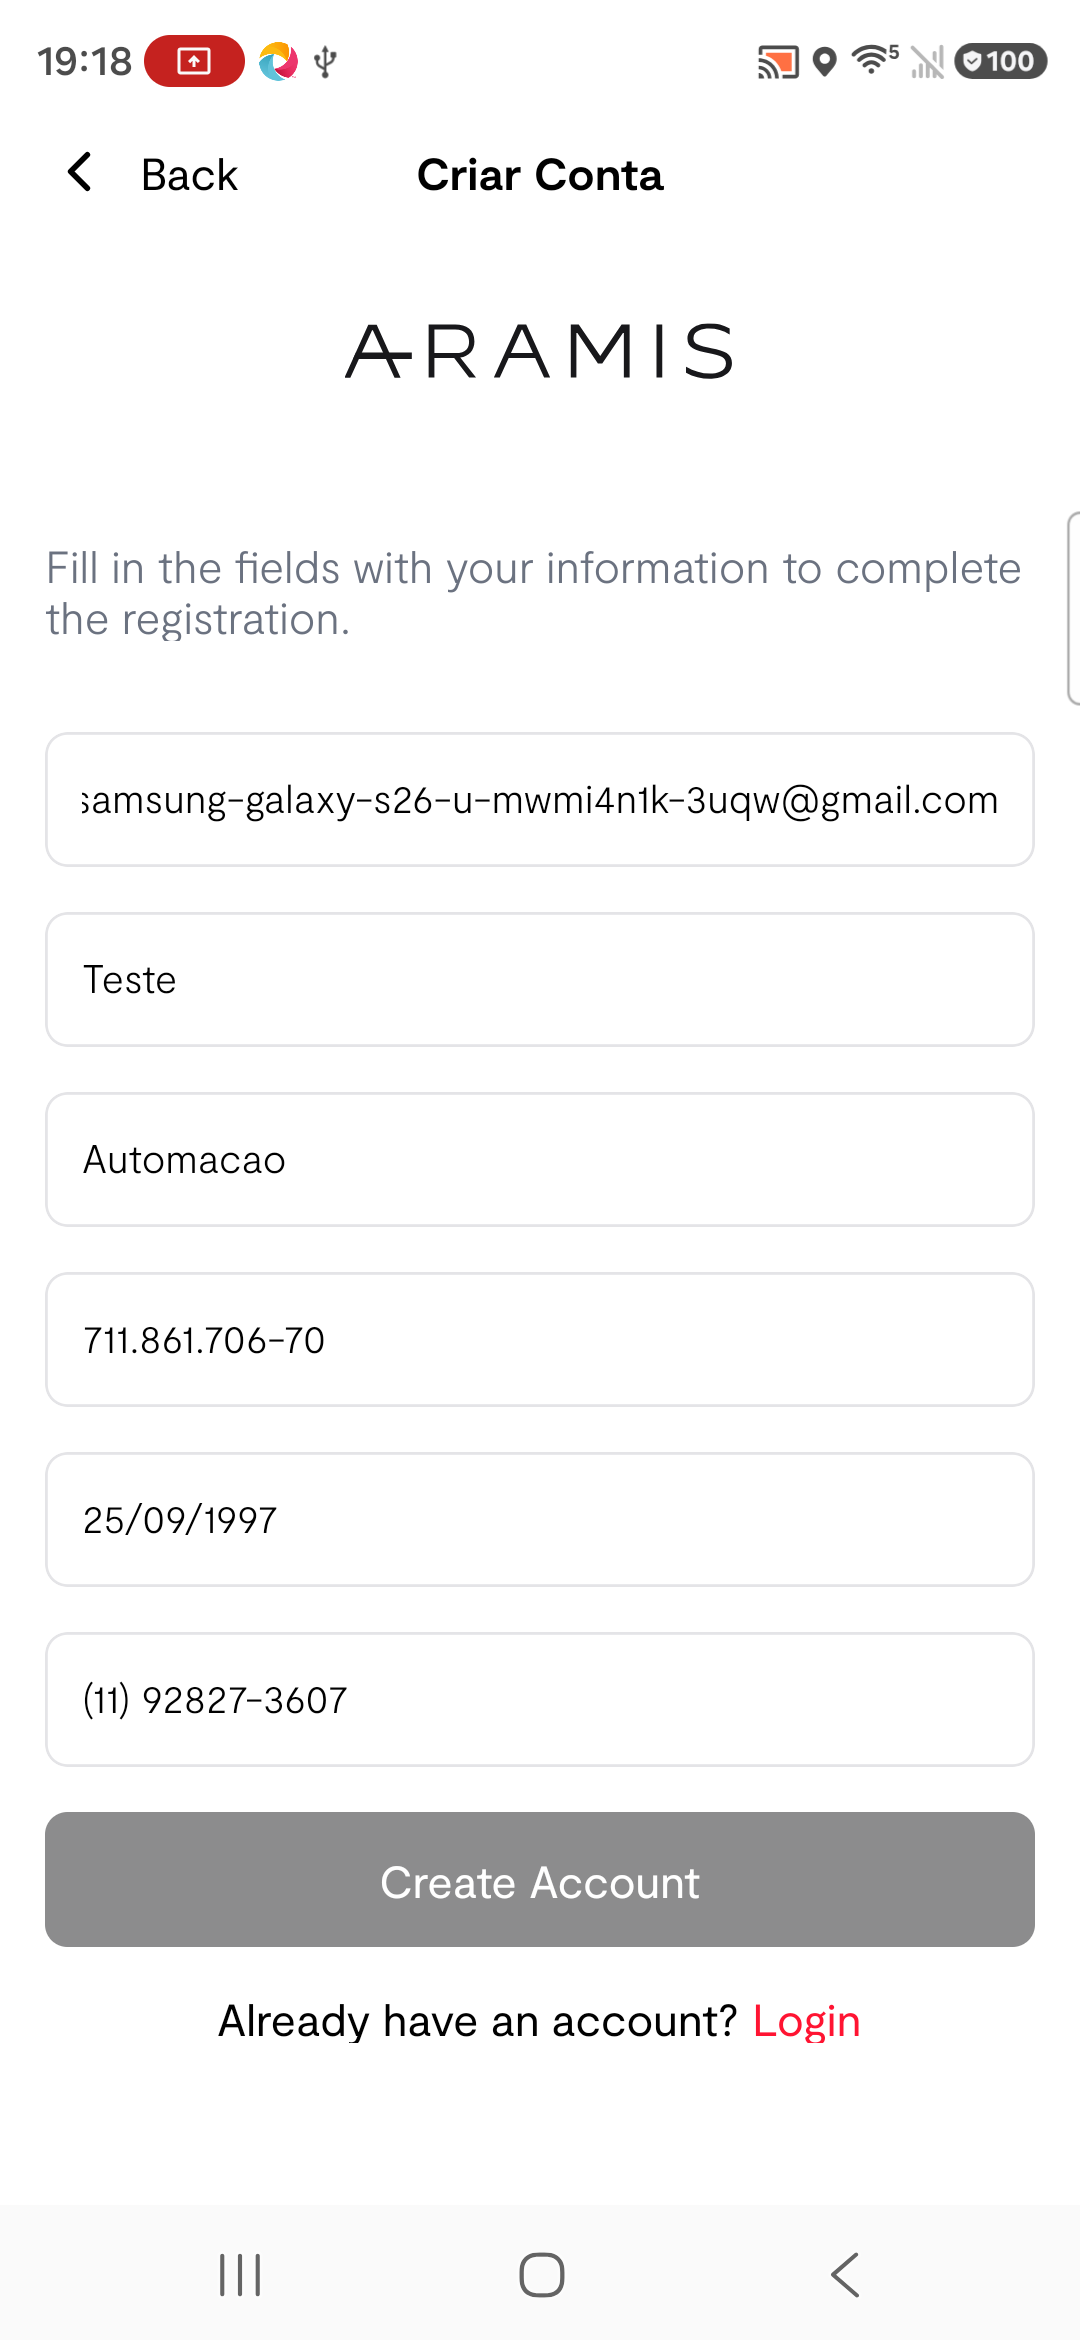 19:18
5
100
Back
Criar Conta
ARAMIS
Fill in the fields with your information to complete
the registration.
samsung-galaxy-s26-u-mwmi4n1k-3uqw@gmail.com
Teste
Automacao
711.861.706-70
25/09/1997
(11) 92827-3607
Create Account
Already have an account? Login